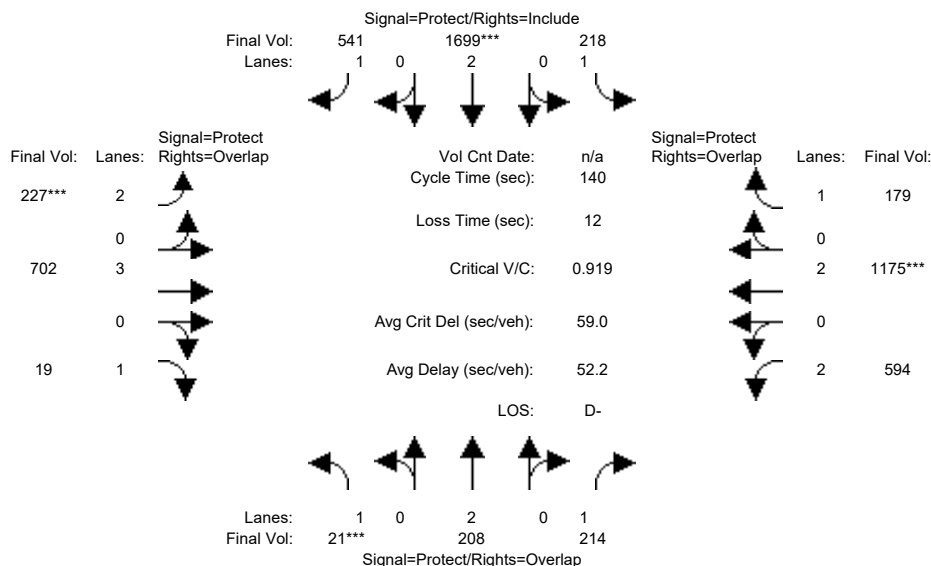 Signal=Protect/Rights=Include
Final Vol: 541 1699*** 218
Lanes: 1 0 2 0 1
Signal=Protect Signal=Protect
Final Vol: Lanes: Rights=Overlap Vol Cnt Date: n/a Rights=Overlap Lanes: Final Vol:
Cycle Time (sec): 140
227*** 2 1 179
Loss Time (sec): 12
0 0
702 3 Critical V/C: 0.919 2 1175***
0 Avg Crit Del (sec/veh): 59.0 0
19 1 Avg Delay (sec/veh): 52.2 2 594
LOS: D-
Lanes: 1 0 2 0 1
Final Vol: 21*** 208 214
Signal=Protect/Rights=Overlap